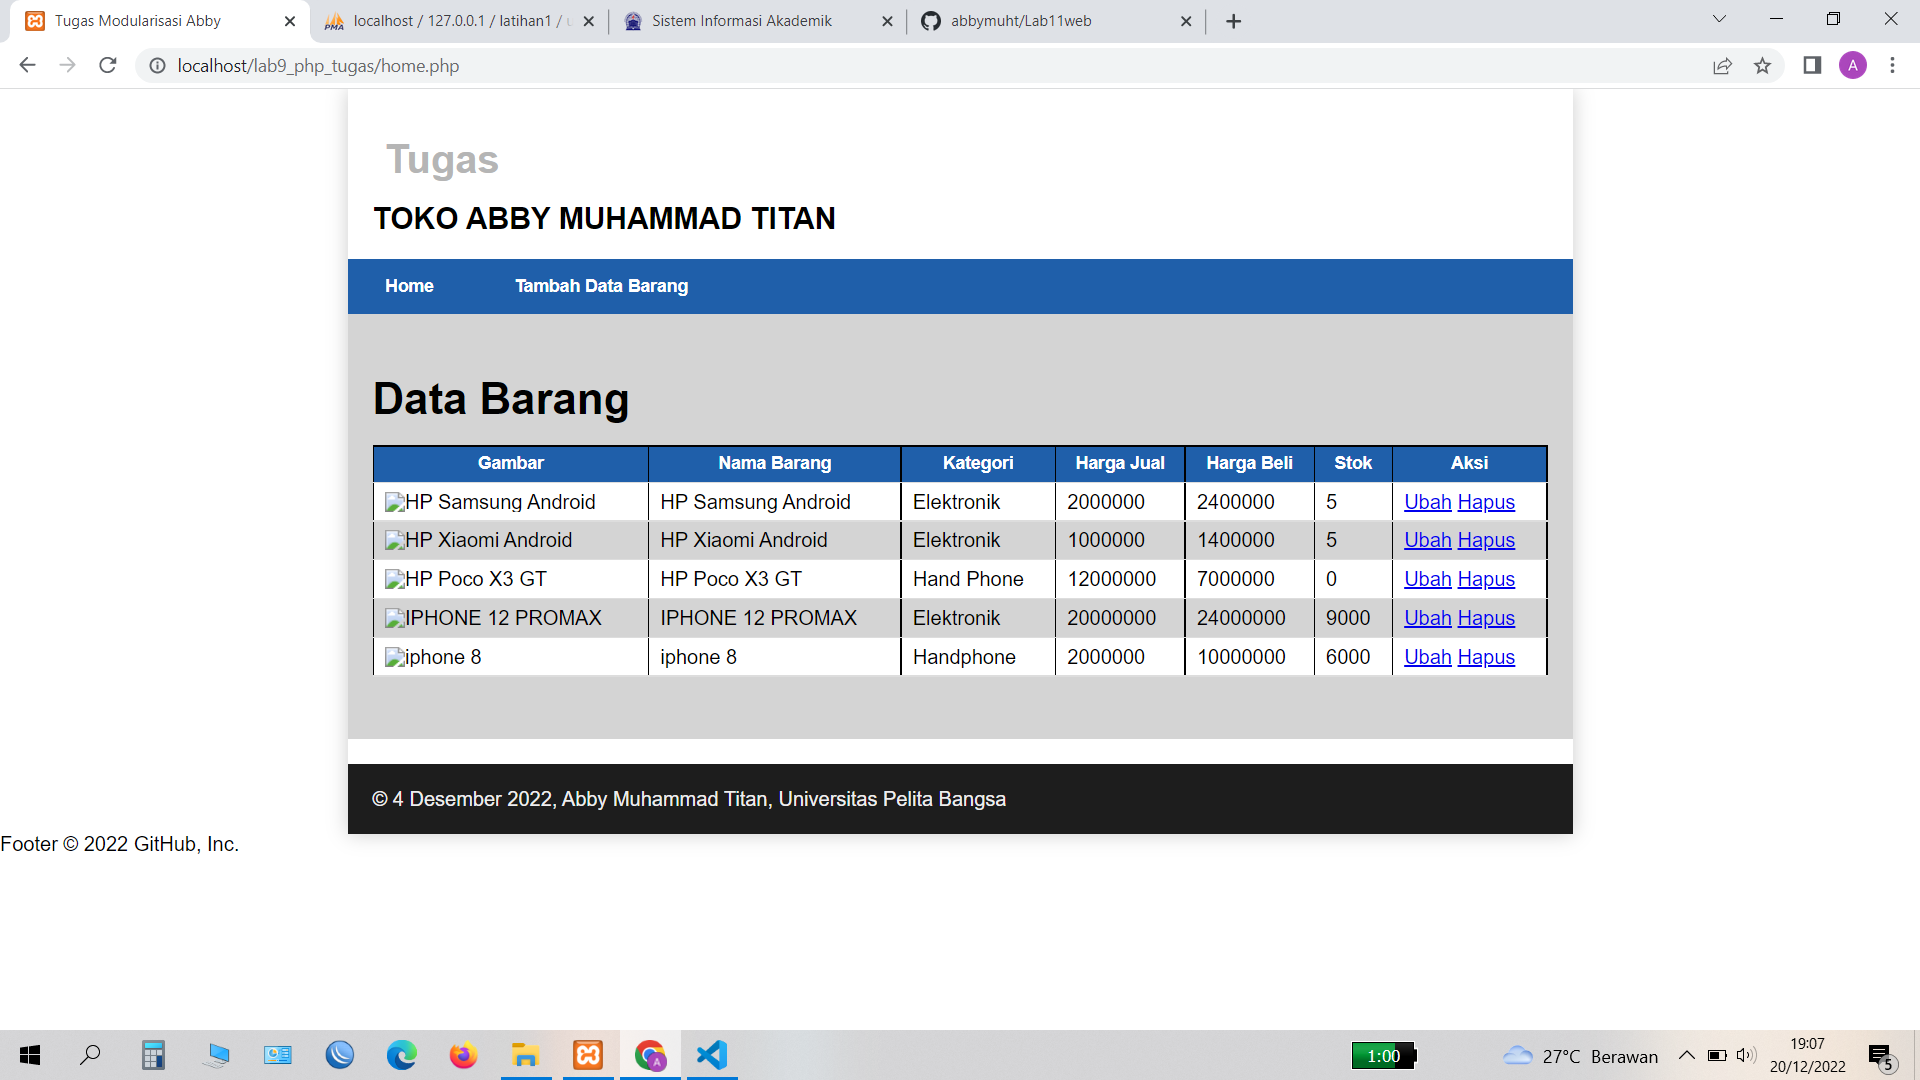 Tugas Modularisasi Abby
localhost / 127.0.0.1 / latihan1 /
Sistem Informasi Akademik
abbymuht/Lab11web
localhost/lab9_php_tugas/home.php
A
Tugas
TOKO ABBY MUHAMMAD TITAN
Home Tambah Data Barang
Data Barang
Gambar Nama Barang Kategori Harga Jual Harga Beli Stok Aksi
HP Samsung Android HP Samsung Android Elektronik 2000000 2400000 5 Ubah Hapus
HP Xiaomi Android HP Xiaomi Android Elektronik 1000000 1400000 5 Ubah Hapus
HP Poco X3 GT HP Poco X3 GT Hand Phone 12000000 7000000 0 Ubah Hapus
IPHONE 12 PROMAX IPHONE 12 PROMAX Elektronik 20000000 24000000 9000 Ubah Hapus
iphone 8 iphone 8 Handphone 2000000 10000000 6000 Ubah Hapus
© 4 Desember 2022, Abby Muhammad Titan, Universitas Pelita Bangsa
Footer © 2022 GitHub, Inc.
1:00
27°C Berawan
19:07
20/12/2022
5